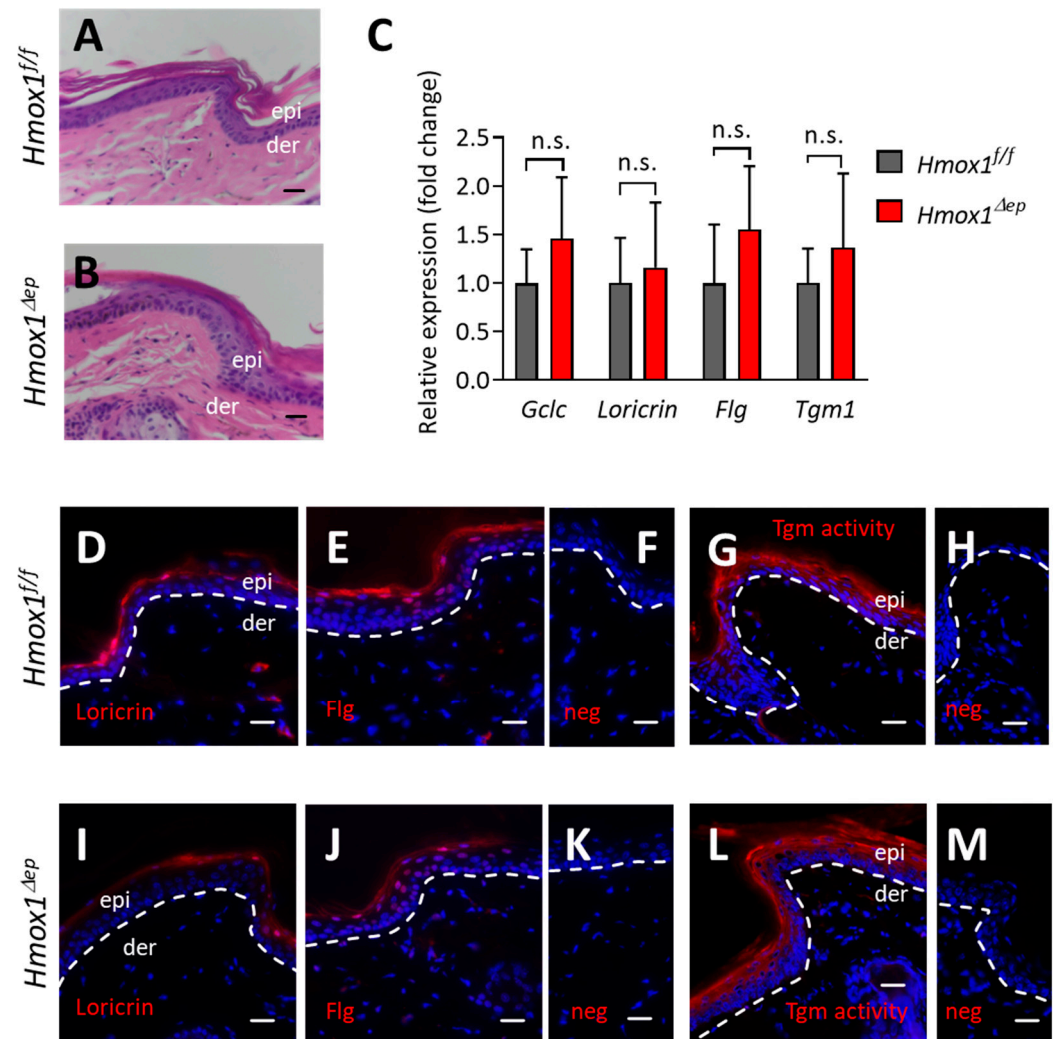 A
Hmox1f/f
epi
der
B
Hmox1Δep
epi
der
C
Relative expression (fold change)
2.5
2.0
1.5
1.0
0.5
0.0
n.s.
n.s.
n.s.
n.s.
Gclc Loricrin Flg Tgm1
Hmox1f/f
Hmox1Δep
Hmox1f/f
D
epi
der
Loricrin
E
Flg
F
neg
G
Tgm activity
epi
der
H
neg
Hmox1Δep
I
epi
der
Loricrin
J
Flg
K
neg
L
epi
der
Tgm activity
M
neg